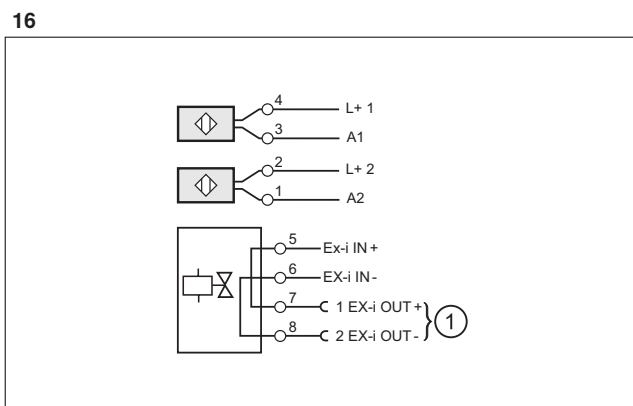 16
4 L+ 1
3 A1
2 L+ 2
1 A2
5 Ex-i IN+
6 EX-i IN-
7 1 EX-i OUT+
8 2 EX-i OUT-
1